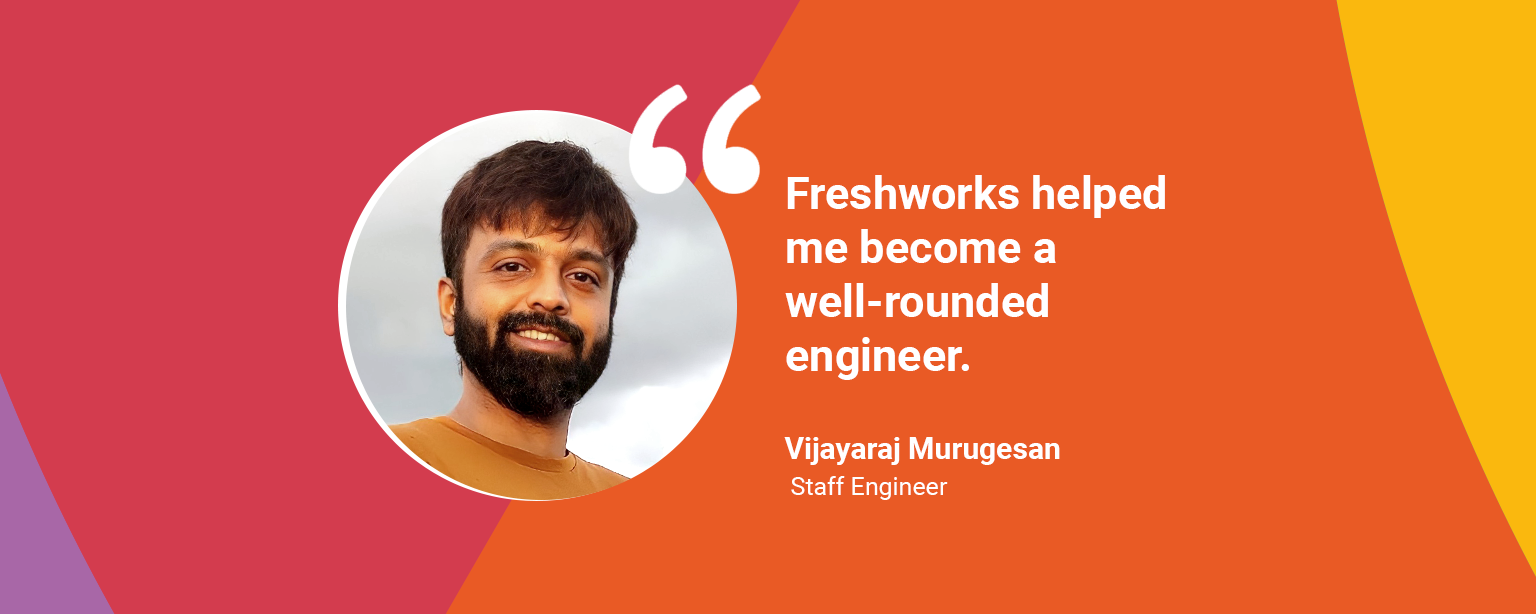 “
Freshworks helped
me become a
well-rounded
engineer.
Vijayaraj Murugesan
Staff Engineer